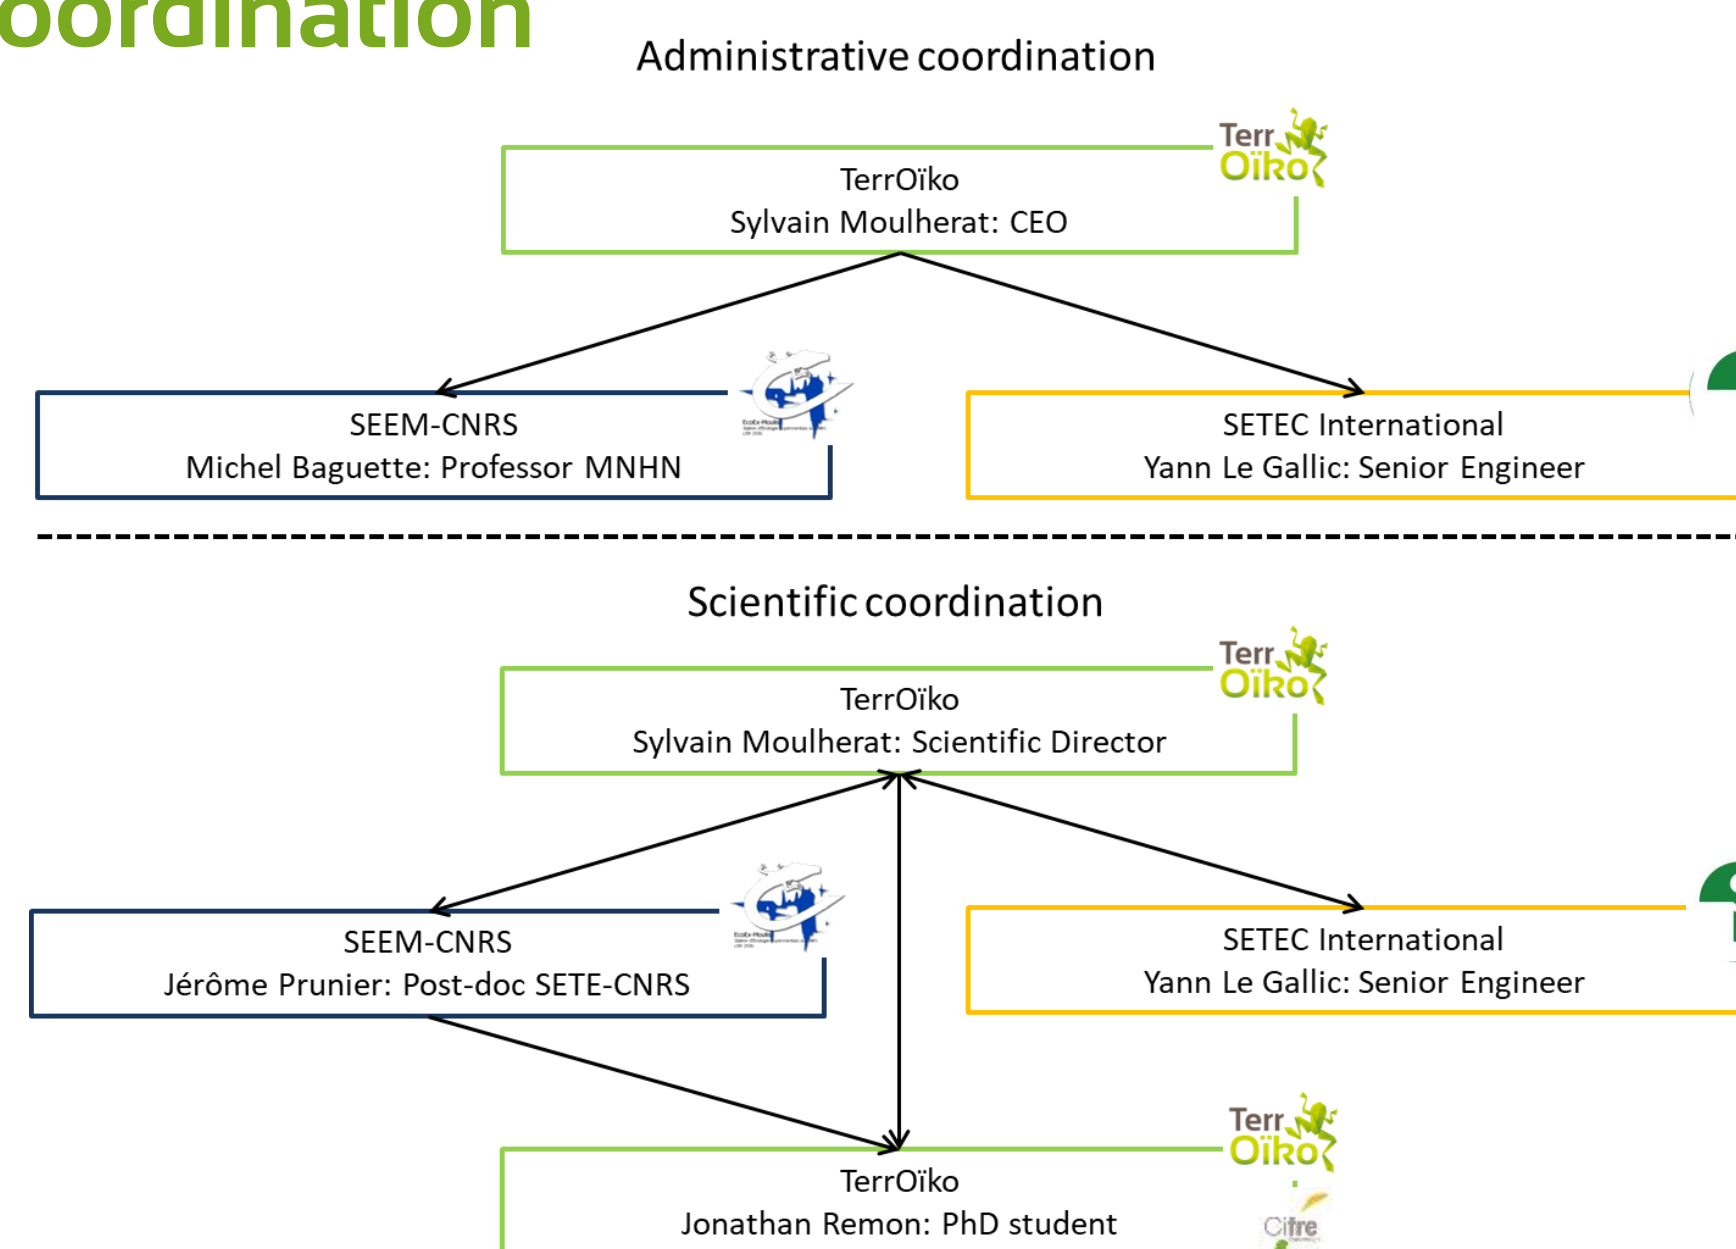 oordination
Administrative coordination
Terr
Oïko
TerrOïko
Sylvain Moulherat: CEO
SEEM-CNRS
Michel Baguette: Professor MNHN
SETEC International
Yann Le Gallic: Senior Engineer
Scientific coordination
Terr
Oïko
TerrOïko
Sylvain Moulherat: Scientific Director
SEEM-CNRS
Jérôme Prunier: Post-doc SETE-CNRS
SETEC International
Yann Le Gallic: Senior Engineer
Terr
Oïko
TerrOïko
Jonathan Remon: PhD student
Cifre